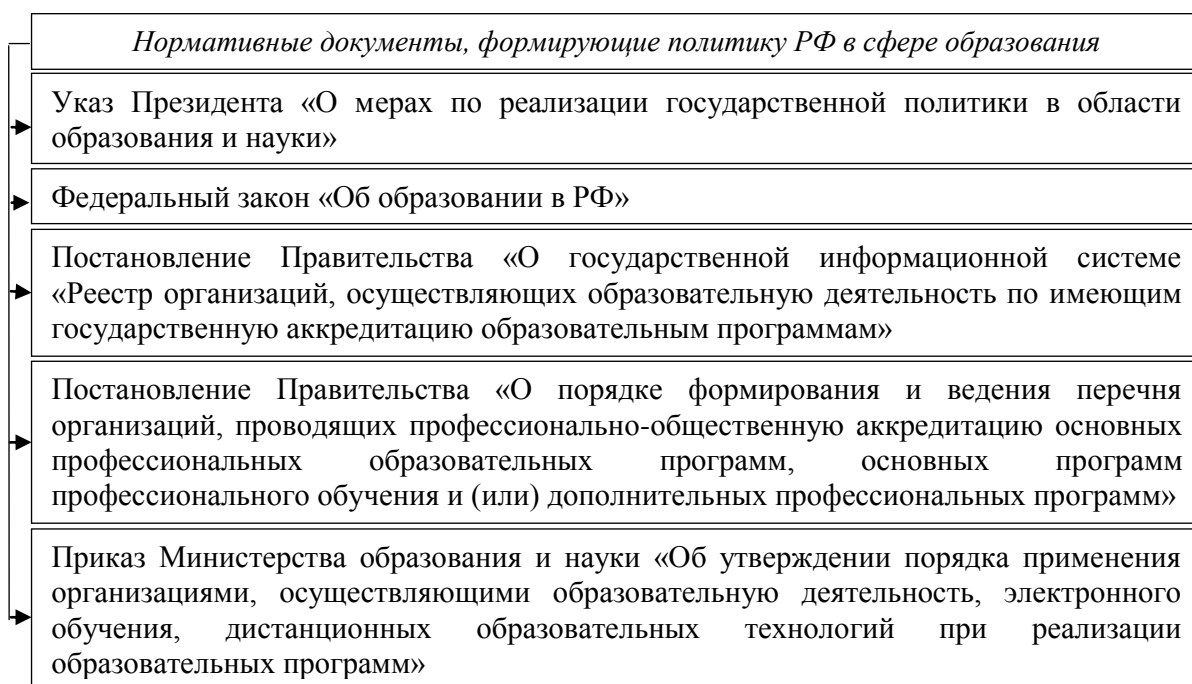 Нормативные документы, формирующие политику РФ в сфере образования
Указ Президента «О мерах по реализации государственной политики в области
образования и науки»
Федеральный закон «Об образовании в РФ»
Постановление Правительства «О государственной информационной системе
«Реестр организаций, осуществляющих образовательную деятельность по имеющим
государственную аккредитацию образовательным программам»
Постановление Правительства «О порядке формирования и ведения перечня
организаций, проводящих профессионально-общественную аккредитацию основных
профессиональных образовательных программ, основных программ
профессионального обучения и (или) дополнительных профессиональных программ»
Приказ Министерства образования и науки «Об утверждении порядка применения
организациями, осуществляющими образовательную деятельность, электронного
обучения, дистанционных образовательных технологий при реализации
образовательных программ»